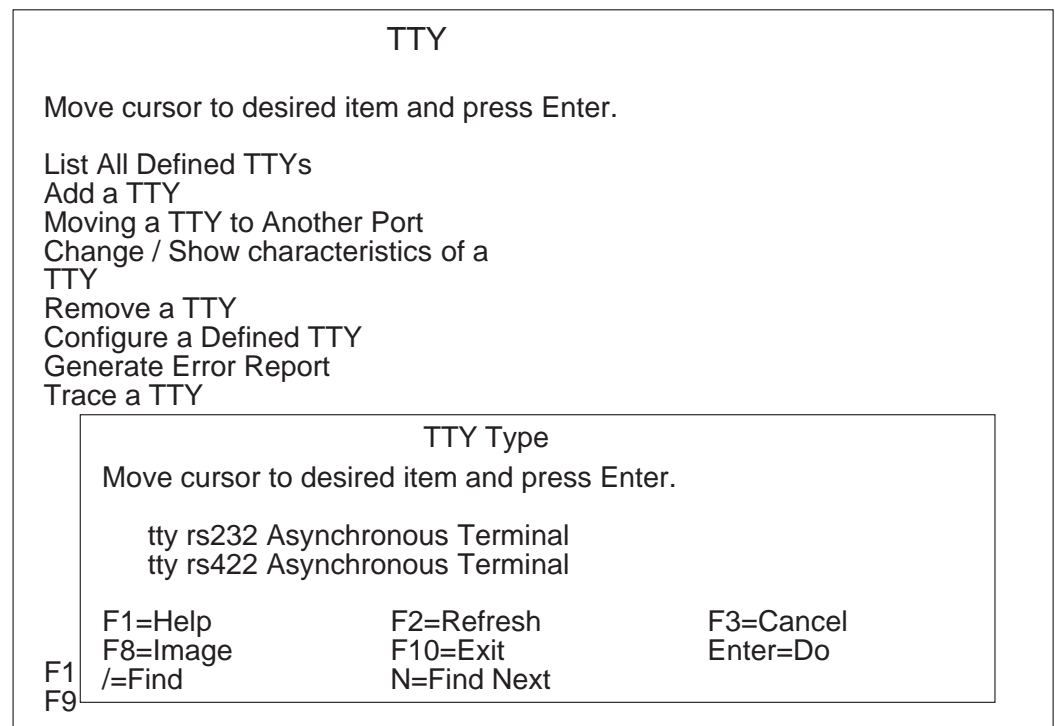 TTY
Move cursor to desired item and press Enter.
List All Defined TTYs
Add a TTY
Moving a TTY to Another Port
Change / Show characteristics of a
TTY
Remove a TTY
Configure a Defined TTY
Generate Error Report
Trace a TTY
TTY Type
Move cursor to desired item and press Enter.
tty rs232 Asynchronous Terminal
tty rs422 Asynchronous Terminal
F1=Help F2=Refresh F3=Cancel
F8=Image F10=Exit Enter=Do
F1 /=Find N=Find Next
F9